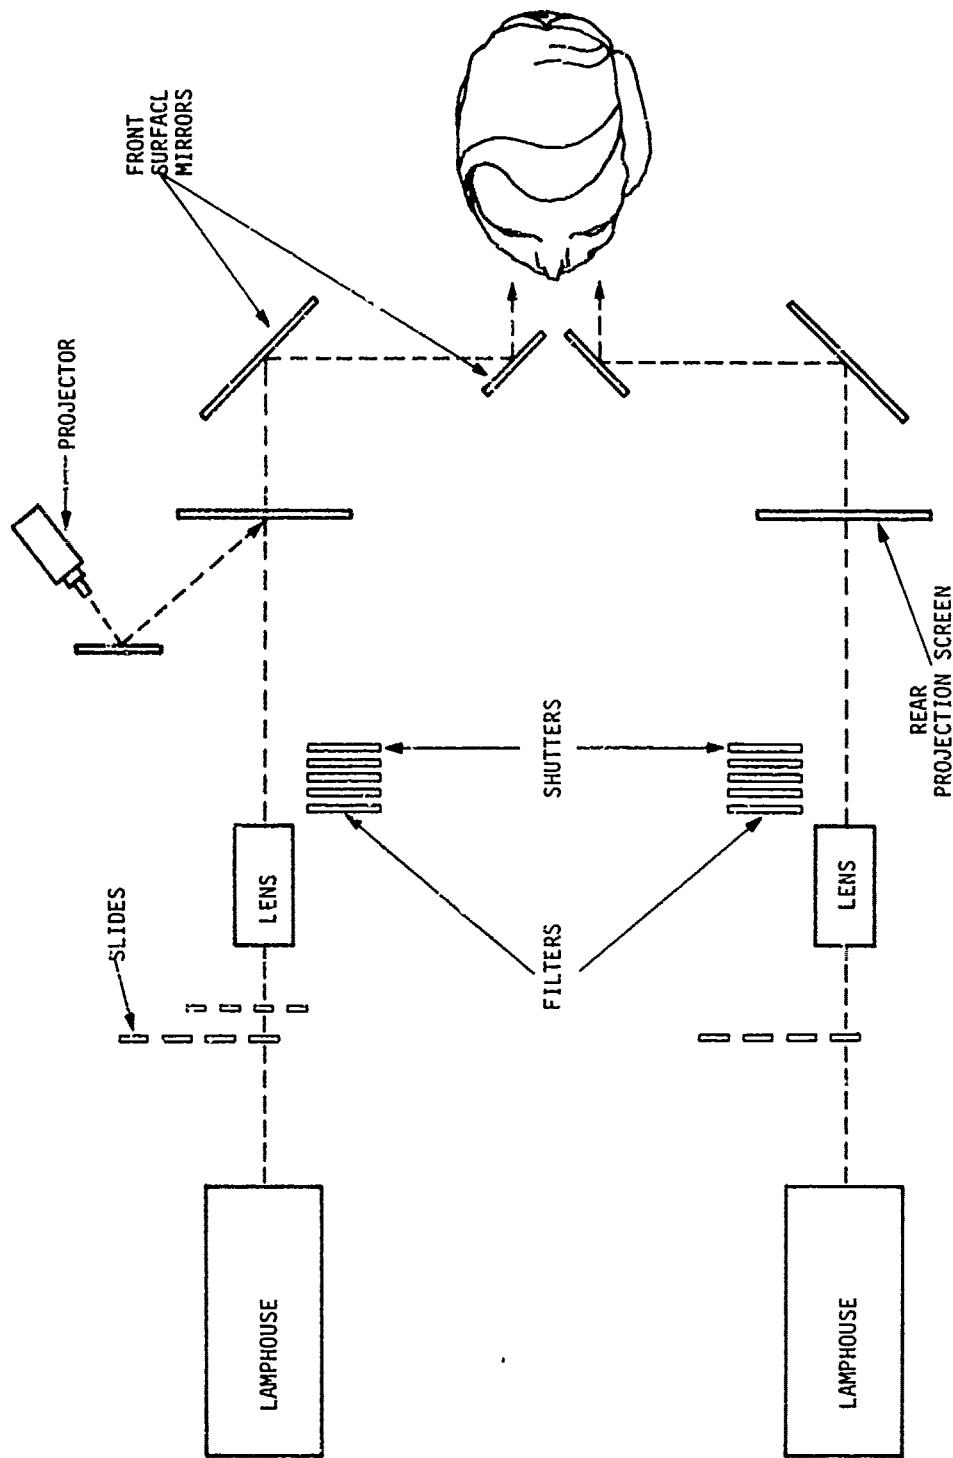 PROJECTOR
SLIDES
FRONT
SURFACL
MIRRORS
LAMPHOUSE
LENS
FILTERS
SHUTTERS
LAMPHOUSE
LENS
REAR
PROJECTION SCREEN